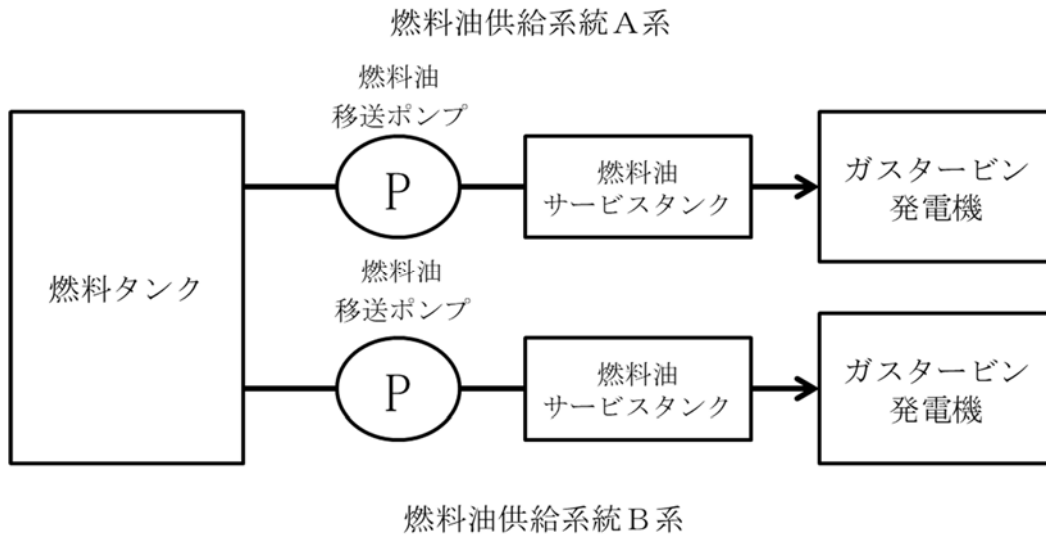 燃料油供給系統A系
燃料油
移送ポンプ
P
燃料油
サービスタンク
ガスタービン
発電機
燃料タンク
燃料油
移送ポンプ
P
燃料油
サービスタンク
ガスタービン
発電機
燃料油供給系統B系